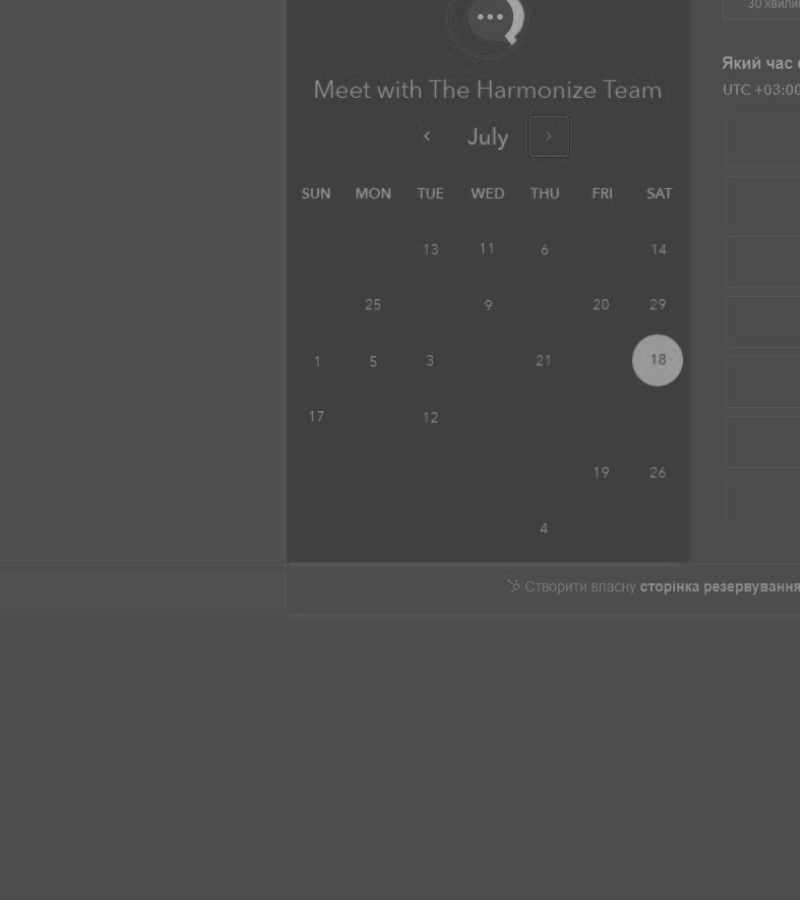 30 хвилин
Який час
Meet with The Harmonize Team
UTC +03:00
July
SUN MON TUE WED THU FRI SAT
13 11 6 14
25 9 20 29
1 5 3 21 18
17 12
19 26
4
Створити власну сторінка резервування